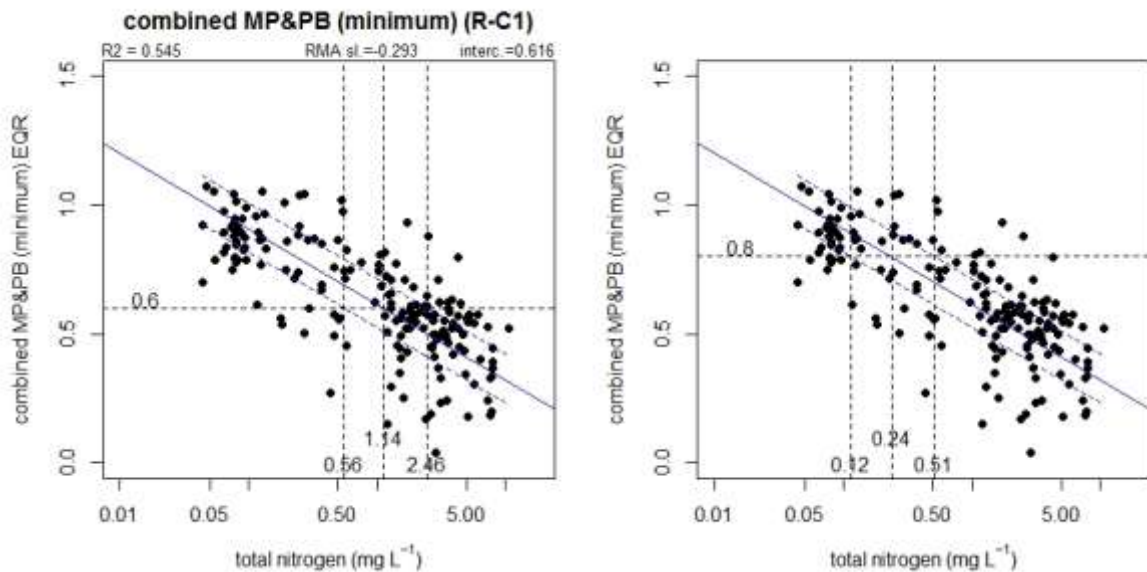 combined MP&PB (minimum) (R-C1)
R2 = 0.545 RMA sl.=-0.293 interc.=0.616
combined MP&PB (minimum) EQR
1.5
1.0
0.5
0.0
0.6
1.14
0.56 2.46
0.01 0.05 0.50 5.00
total nitrogen (mg L⁻¹)
combined MP&PB (minimum) EQR
1.5
1.0
0.5
0.0
0.8
0.24
0.12 0.51
0.01 0.05 0.50 5.00
total nitrogen (mg L⁻¹)